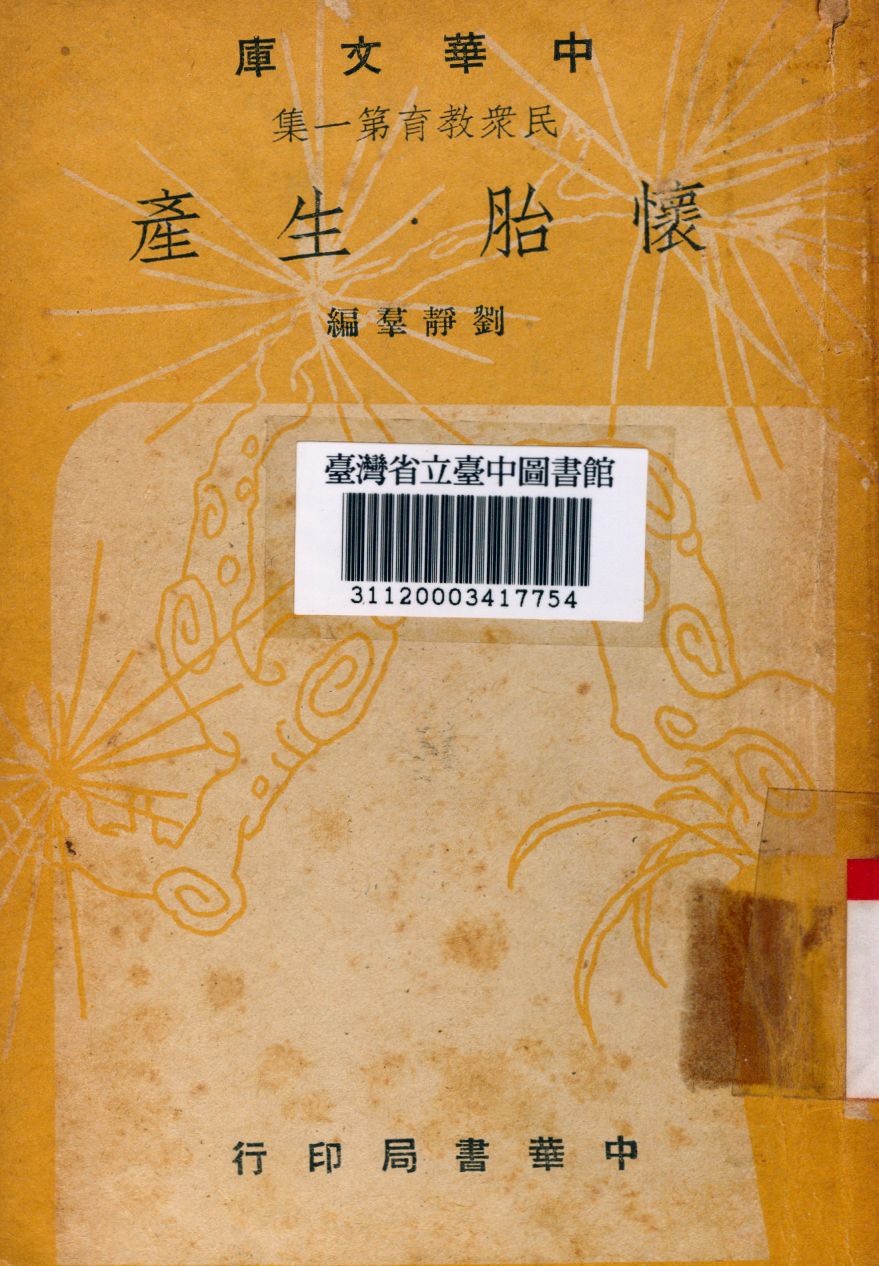 中華文庫
民衆教育第一集
懷胎·生產
劉靜羣編
臺灣省立臺中圖書館
31120003417754
中華書局印行